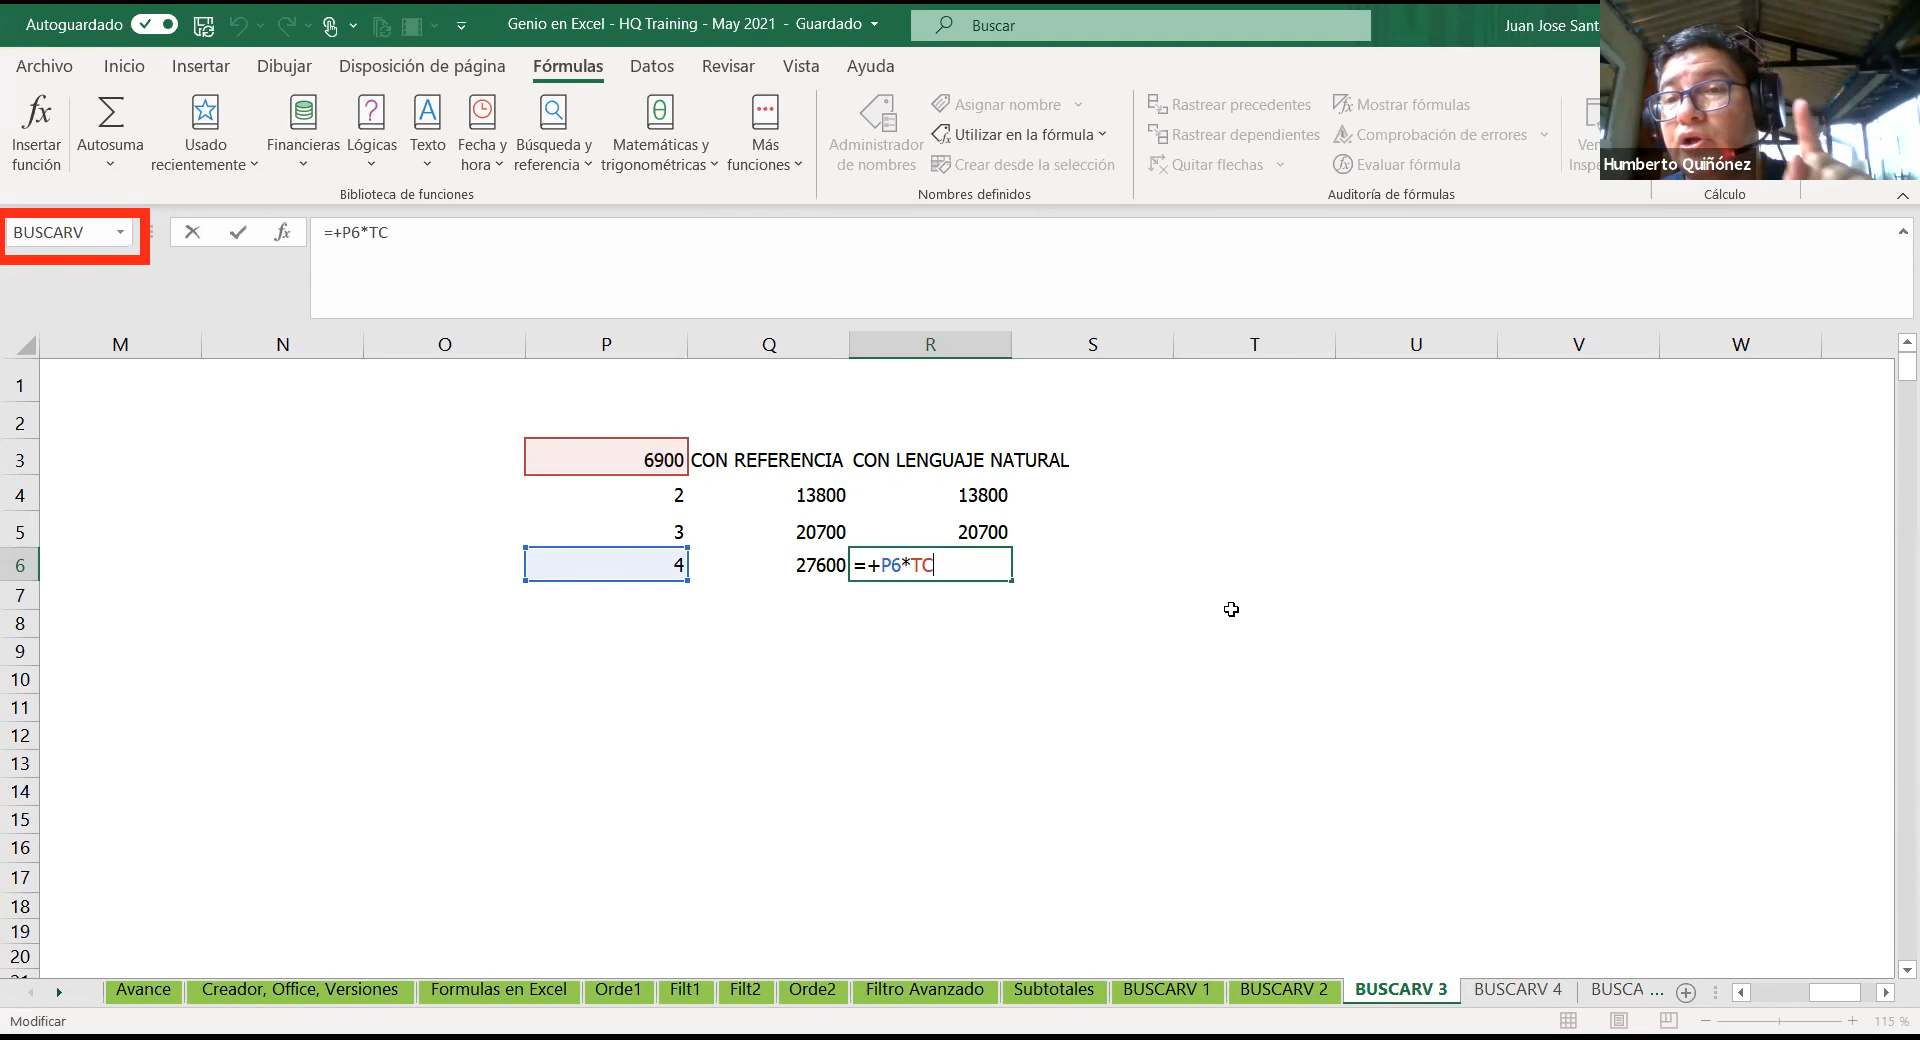 Autoguardado
Genio en Excel - HQ Training - May 2021 - Guardado
Buscar
Juan Jose Sant
Archivo Inicio Insertar Dibujar Disposición de página Fórmulas Datos Revisar Vista Ayuda
Insertar función
Autosuma
Usado recientemente
Financieras
Lógicas
Texto
Fecha y hora
Búsqueda y referencia
Matemáticas y trigonométricas
Más funciones
Biblioteca de funciones
Administrador de nombres
Asignar nombre
Utilizar en la fórmula
Crear desde la selección
Nombres definidos
Rastrear precedentes
Rastrear dependientes
Quitar flechas
Mostrar fórmulas
Comprobación de errores
Evaluar fórmula
Auditoría de fórmulas
Cálculo
Humberto Quiñónez
BUSCARV
fx
=+P6*TC
M N O P Q R S T U V W
1
2
3 6900 CON REFERENCIA CON LENGUAJE NATURAL
4 2 13800 13800
5 3 20700 20700
6 4 27600 =+P6*TC
7
8
9
10
11
12
13
14
15
16
17
18
19
20
Avance Creador, Office, Versiones Formulas en Excel Orde1 Filt1 Filt2 Orde2 Filtro Avanzado Subtotales BUSCARV 1 BUSCARV 2 BUSCARV 3 BUSCARV 4 BUSCA ...
Modificar
115 %